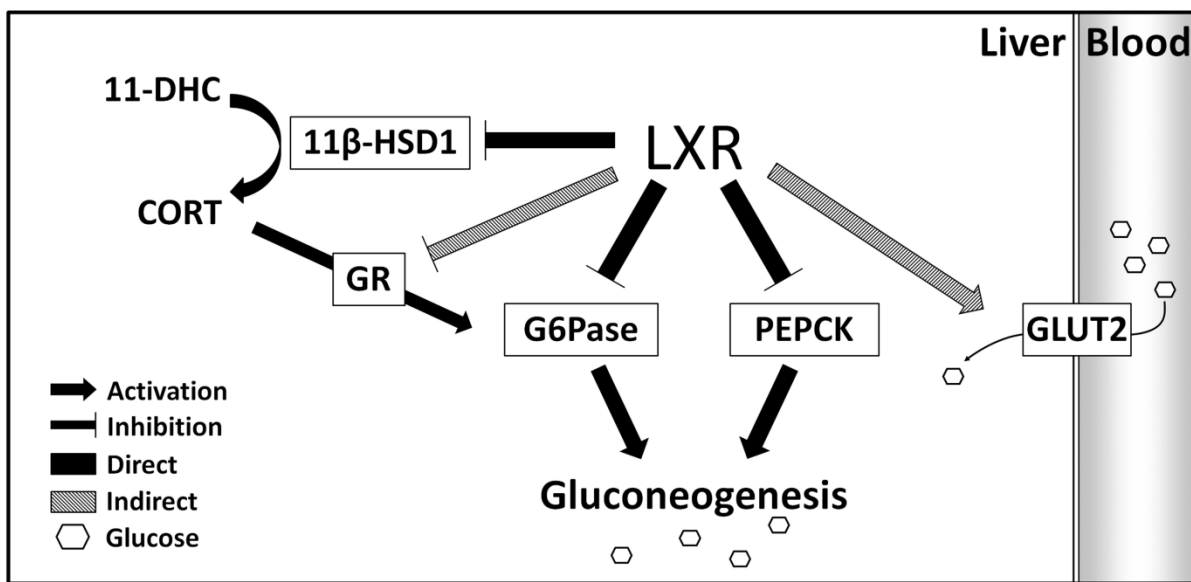 Liver
Blood
11-DHC
11β-HSD1
LXR
CORT
GR
G6Pase
PEPCK
GLUT2
Activation
Inhibition
Direct
Indirect
Glucose
Gluconeogenesis